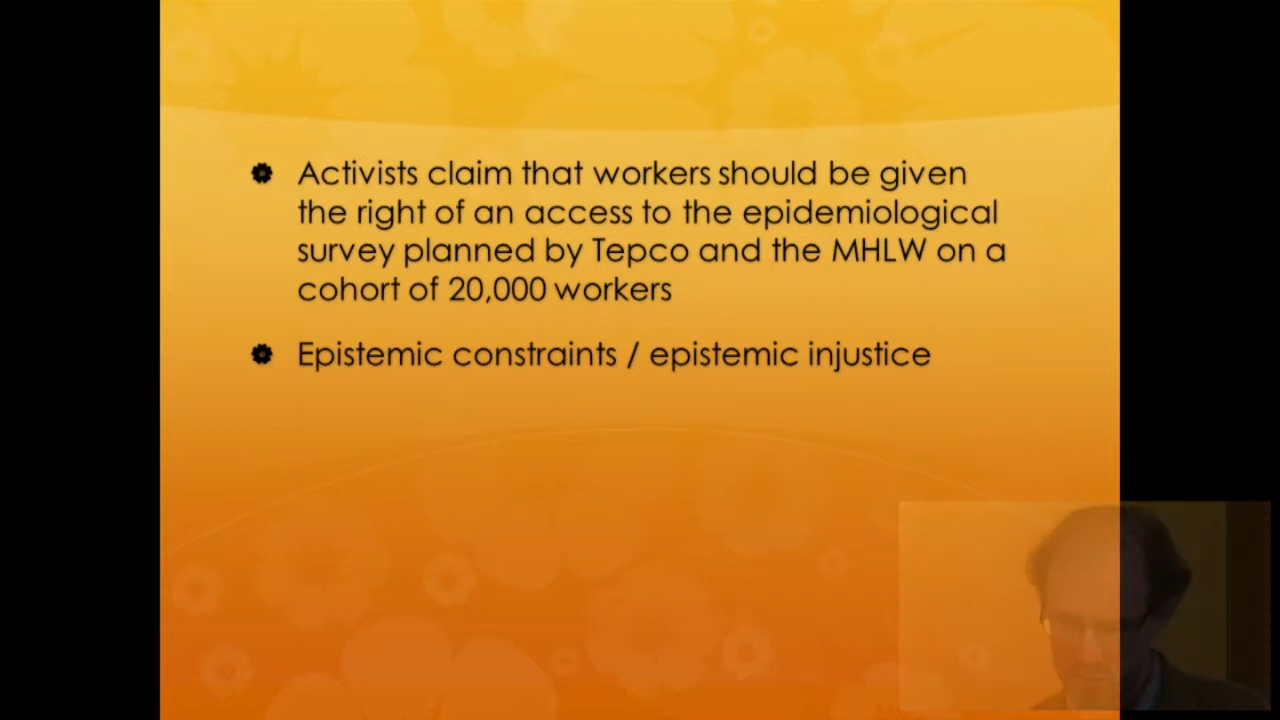 Activists claim that workers should be given
the right of an access to the epidemiological
survey planned by Tepco and the MHLW on a
cohort of 20,000 workers
Epistemic constraints / epistemic injustice